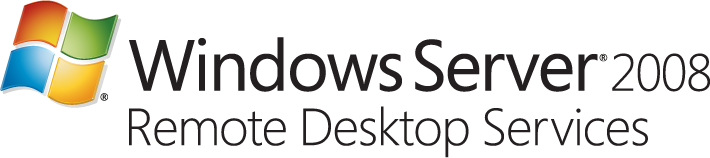 Windows Server® 2008
Remote Desktop Services
®